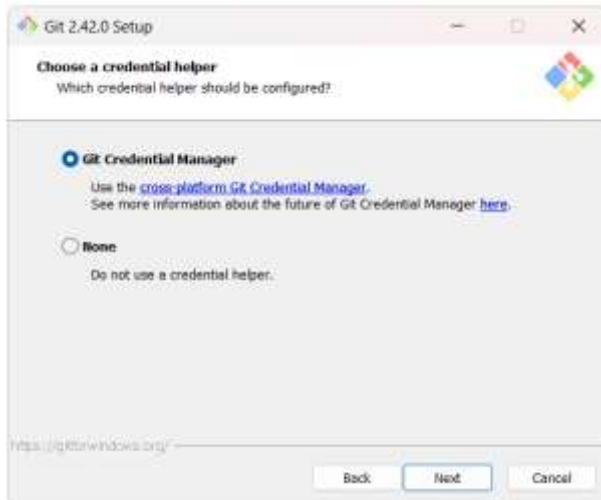 Git 2.42.0 Setup
Choose a credential helper
Which credential helper should be configured?
Git Credential Manager
Use the cross-platform Git Credential Manager.
See more information about the future of Git Credential Manager here.
None
Do not use a credential helper.
https://gitforwindows.org/
Back Next Cancel